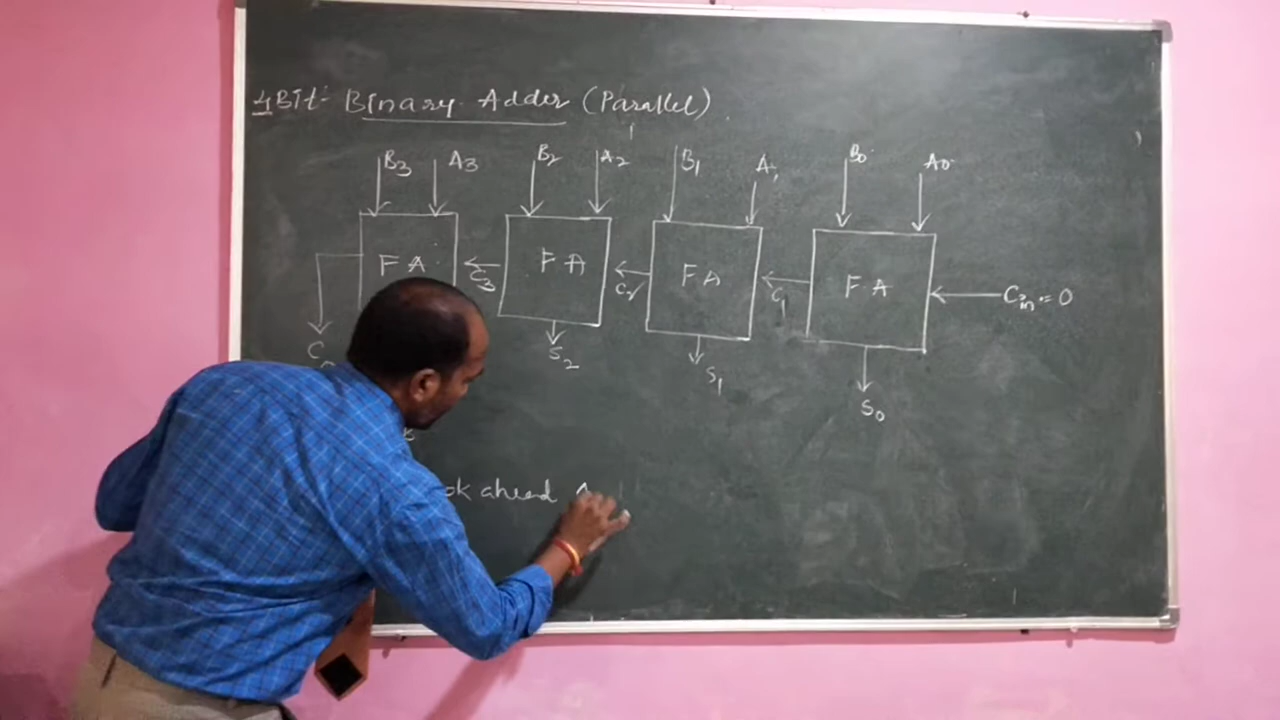 4Bit- Binary Adder (Parallel)
B3 A3 B2 A2 B1 A1 B0 A0
FA C3 FA C2 FA C1 FA Cin = 0
S2 S1 S0
ahead